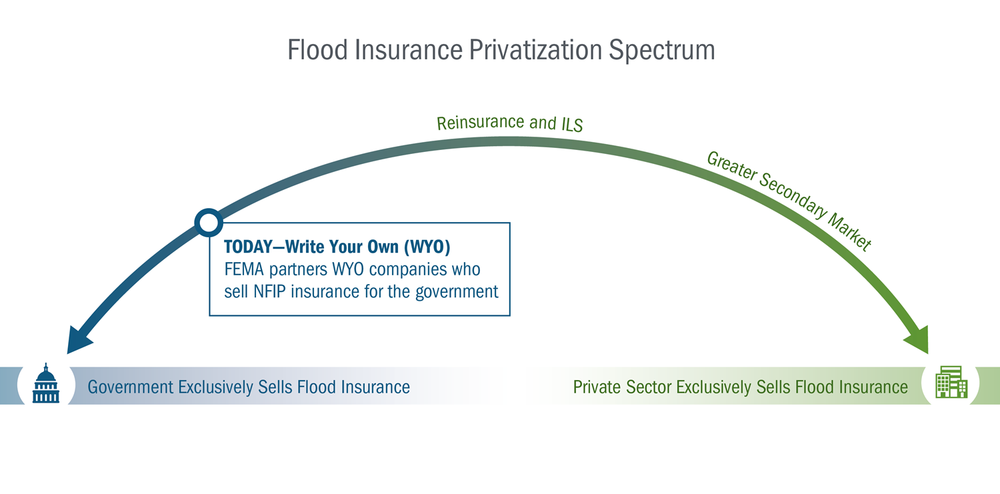 Flood Insurance Privatization Spectrum
Reinsurance and ILS
Greater Secondary Market
TODAY—Write Your Own (WYO)
FEMA partners WYO companies who
sell NFIP insurance for the government
Government Exclusively Sells Flood Insurance
Private Sector Exclusively Sells Flood Insurance